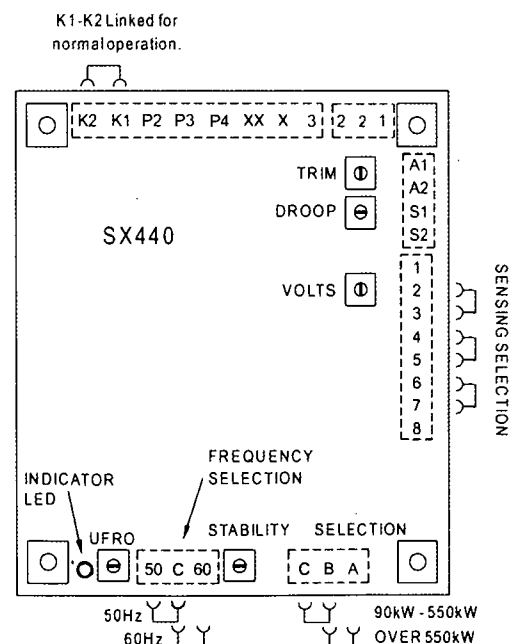 K1-K2 Linked for
normal operation.
K2 K1 P2 P3 P4 XX X 3 2 2 1
TRIM
A1
A2
DROOP
S1
S2
SX440
VOLTS
1
2
3
4
5
6
7
8
SENSING SELECTION
FREQUENCY
SELECTION
INDICATOR
LED
UFRO
STABILITY SELECTION
50 C 60
C B A
50Hz
90kW - 550kW
60Hz
OVER 550kW